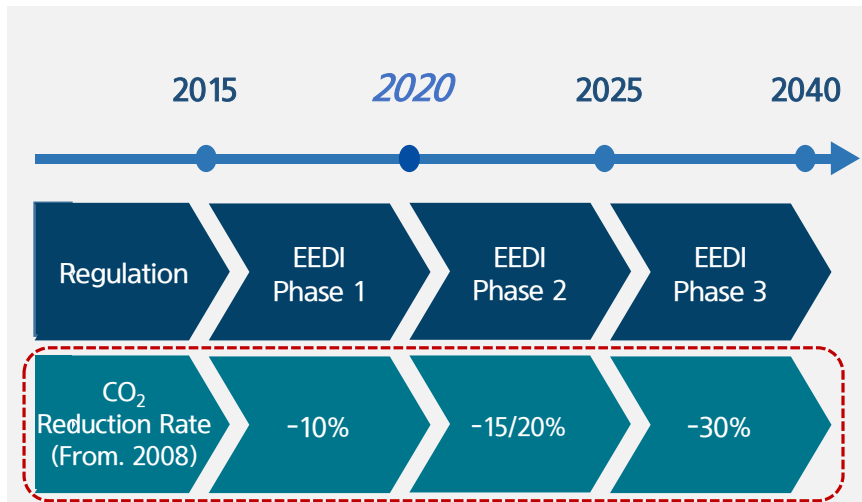 2015 2020 2025 2040
Regulation
EEDI
Phase 1
EEDI
Phase 2
EEDI
Phase 3
CO₂
Reduction Rate
(From. 2008)
-10%
-15/20%
-30%